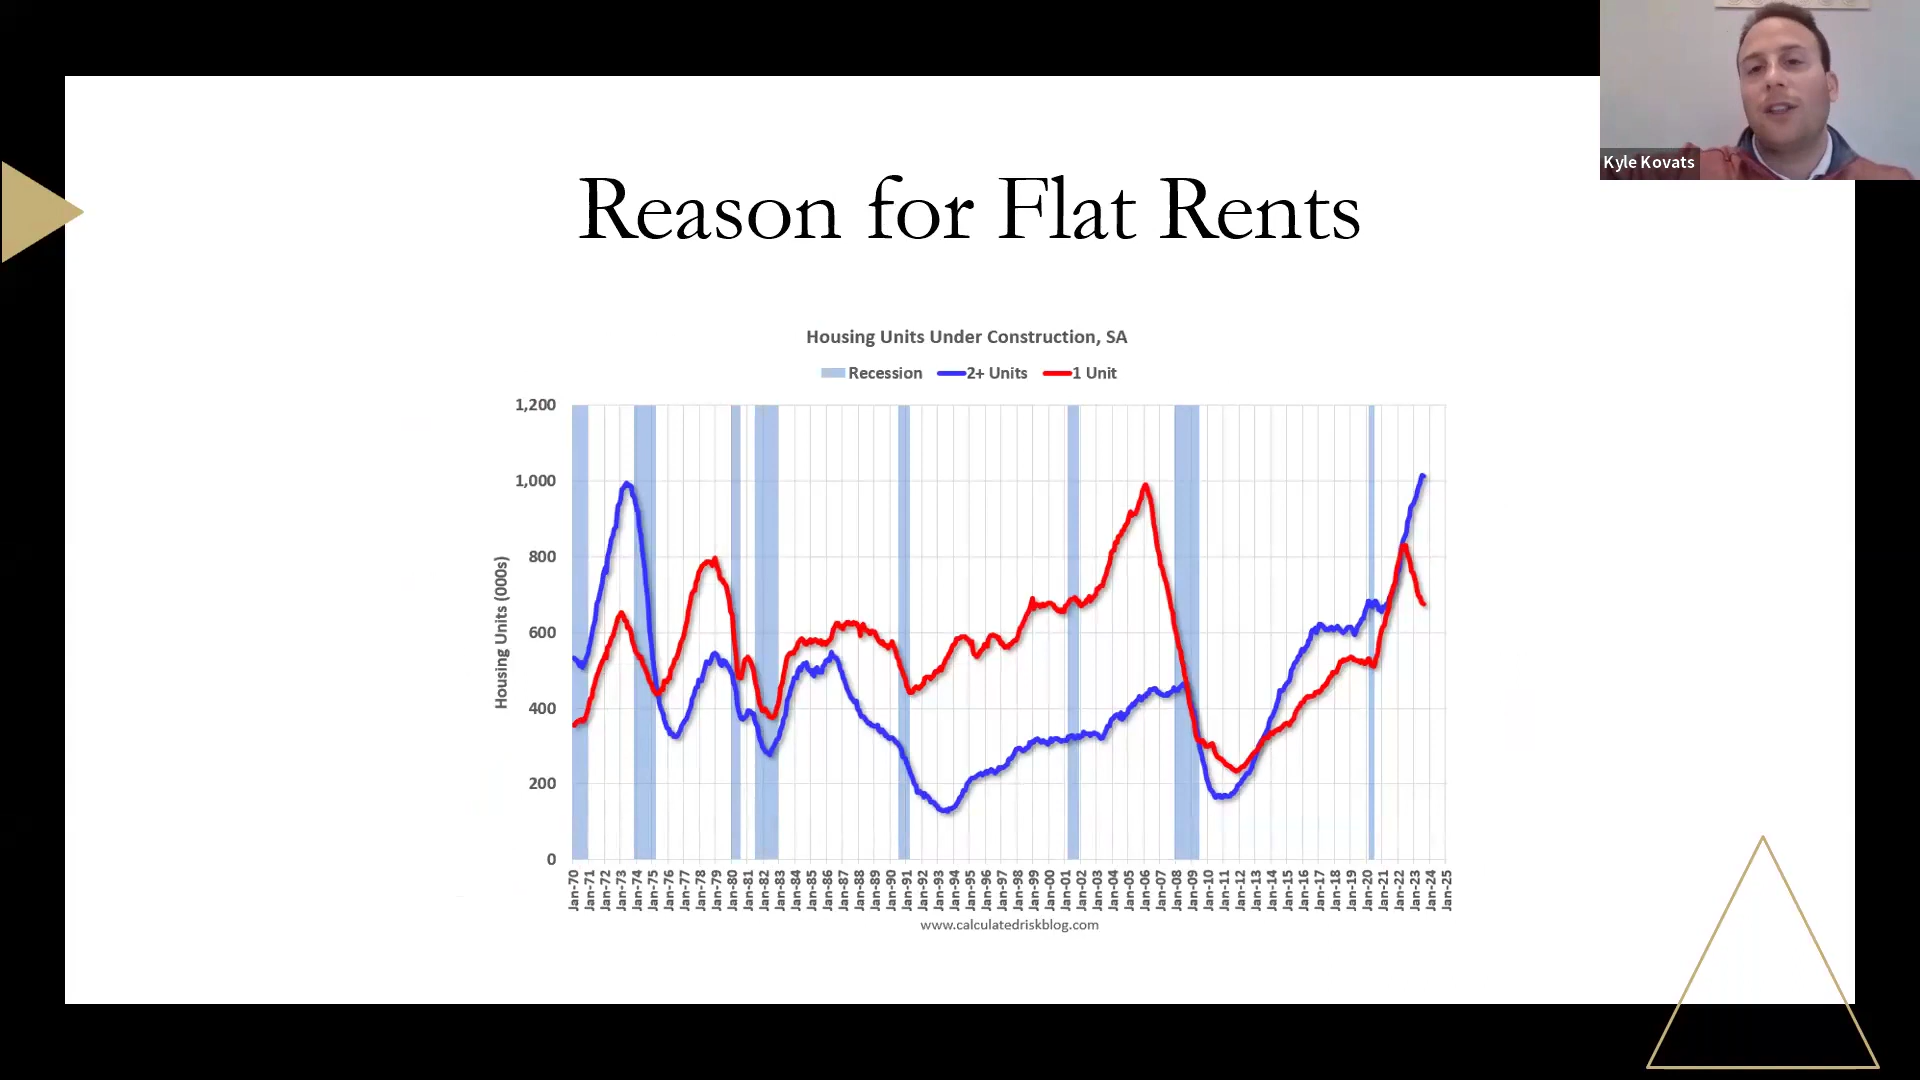 Kyle Kovats
Reason for Flat Rents
Housing Units Under Construction, SA
Recession 2+ Units 1 Unit
Housing Units (000s)
1,200
1,000
800
600
400
200
0
Jan-70 Jan-71 Jan-72 Jan-73 Jan-74 Jan-75 Jan-76 Jan-77 Jan-78 Jan-79 Jan-80 Jan-81 Jan-82 Jan-83 Jan-84 Jan-85 Jan-86 Jan-87 Jan-88 Jan-89 Jan-90 Jan-91 Jan-92 Jan-93 Jan-94 Jan-95 Jan-96 Jan-97 Jan-98 Jan-99 Jan-00 Jan-01 Jan-02 Jan-03 Jan-04 Jan-05 Jan-06 Jan-07 Jan-08 Jan-09 Jan-10 Jan-11 Jan-12 Jan-13 Jan-14 Jan-15 Jan-16 Jan-17 Jan-18 Jan-19 Jan-20 Jan-21 Jan-22 Jan-23 Jan-24 Jan-25
www.calculatedriskblog.com